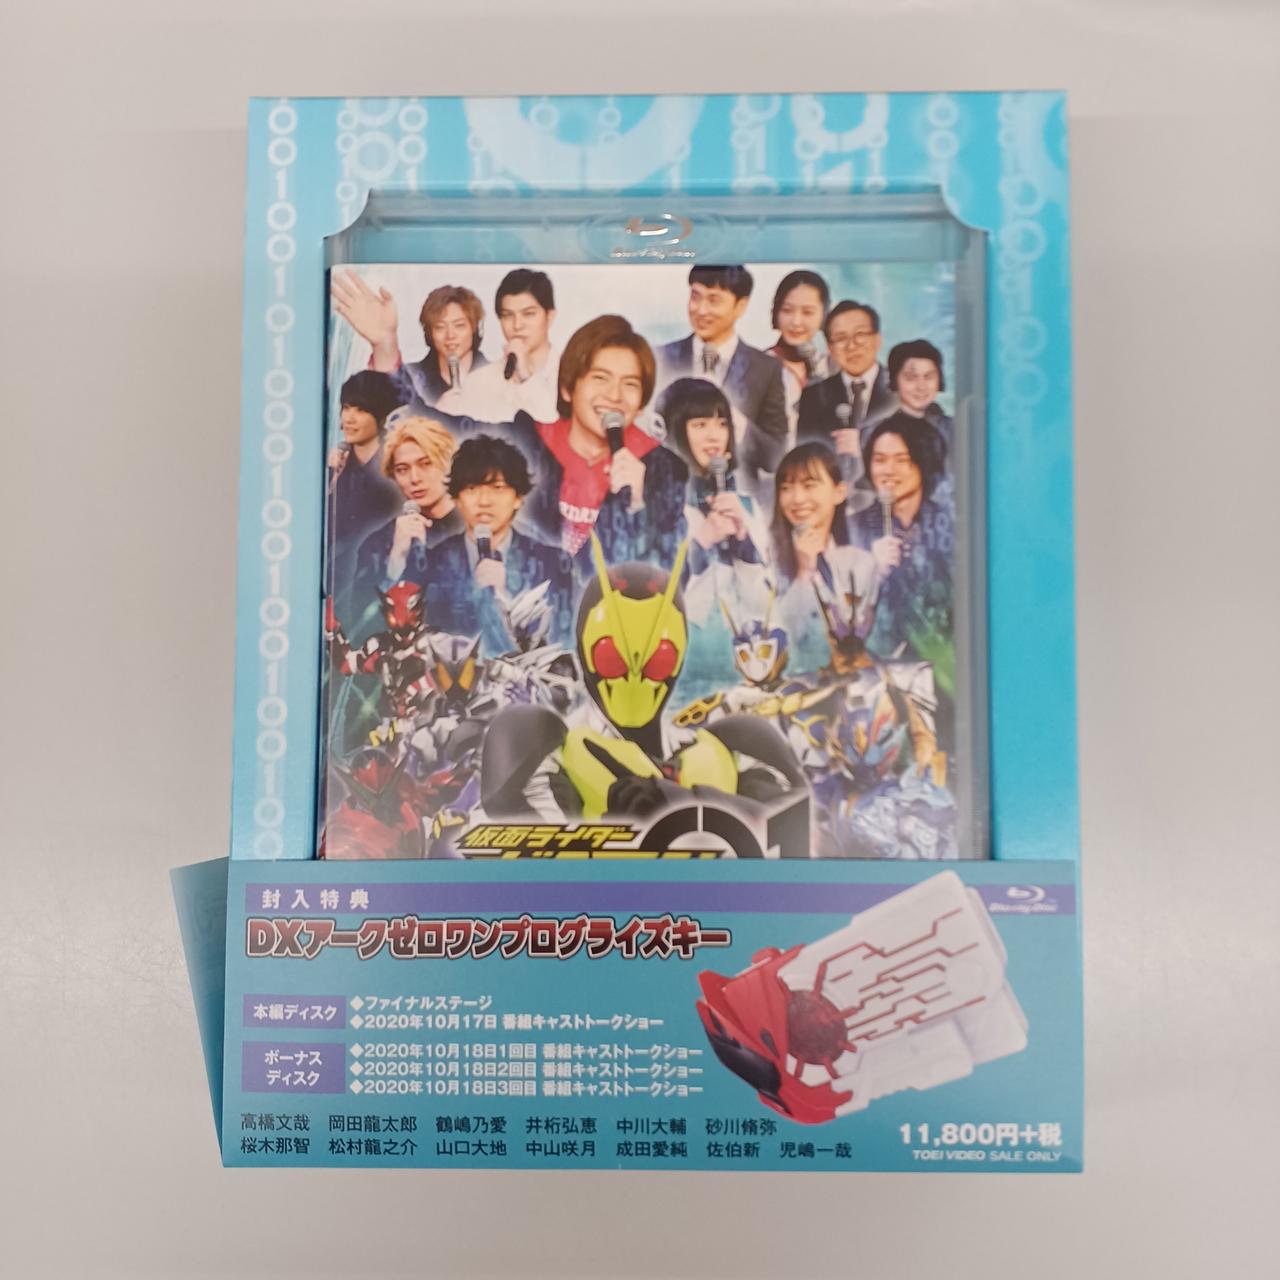 Blu-ray Disc
仮面ライダー
封入特典
Blu-ray Disc
DXアークゼロワンプログライズキー
本編ディスク
◆ファイナルステージ
◆2020年10月17日 番組キャストトークショー
ボーナス
ディスク
◆2020年10月18日1回目 番組キャストトークショー
◆2020年10月18日2回目 番組キャストトークショー
◆2020年10月18日3回目 番組キャストトークショー
高橋文哉 岡田龍太郎 鶴嶋乃愛 井桁弘恵 中川大輔 砂川脩弥
桜木那智 松村龍之介 山口大地 中山咲月 成田愛純 佐伯新 児嶋一哉
11,800円+税
TOEI VIDEO SALE ONLY